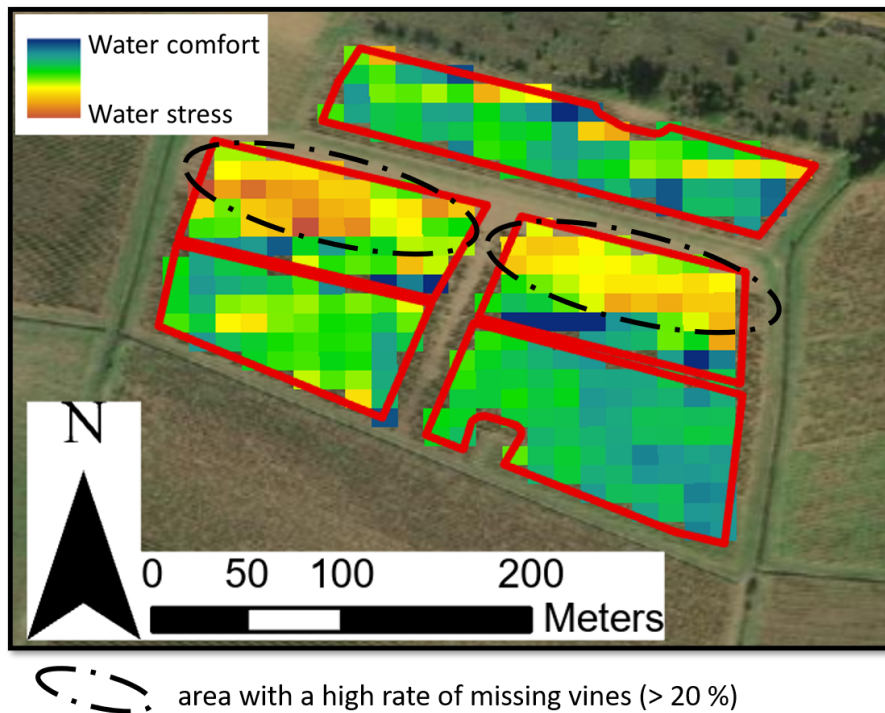 Water comfort
Water stress
N
0 50 100 200
Meters
area with a high rate of missing vines (> 20 %)